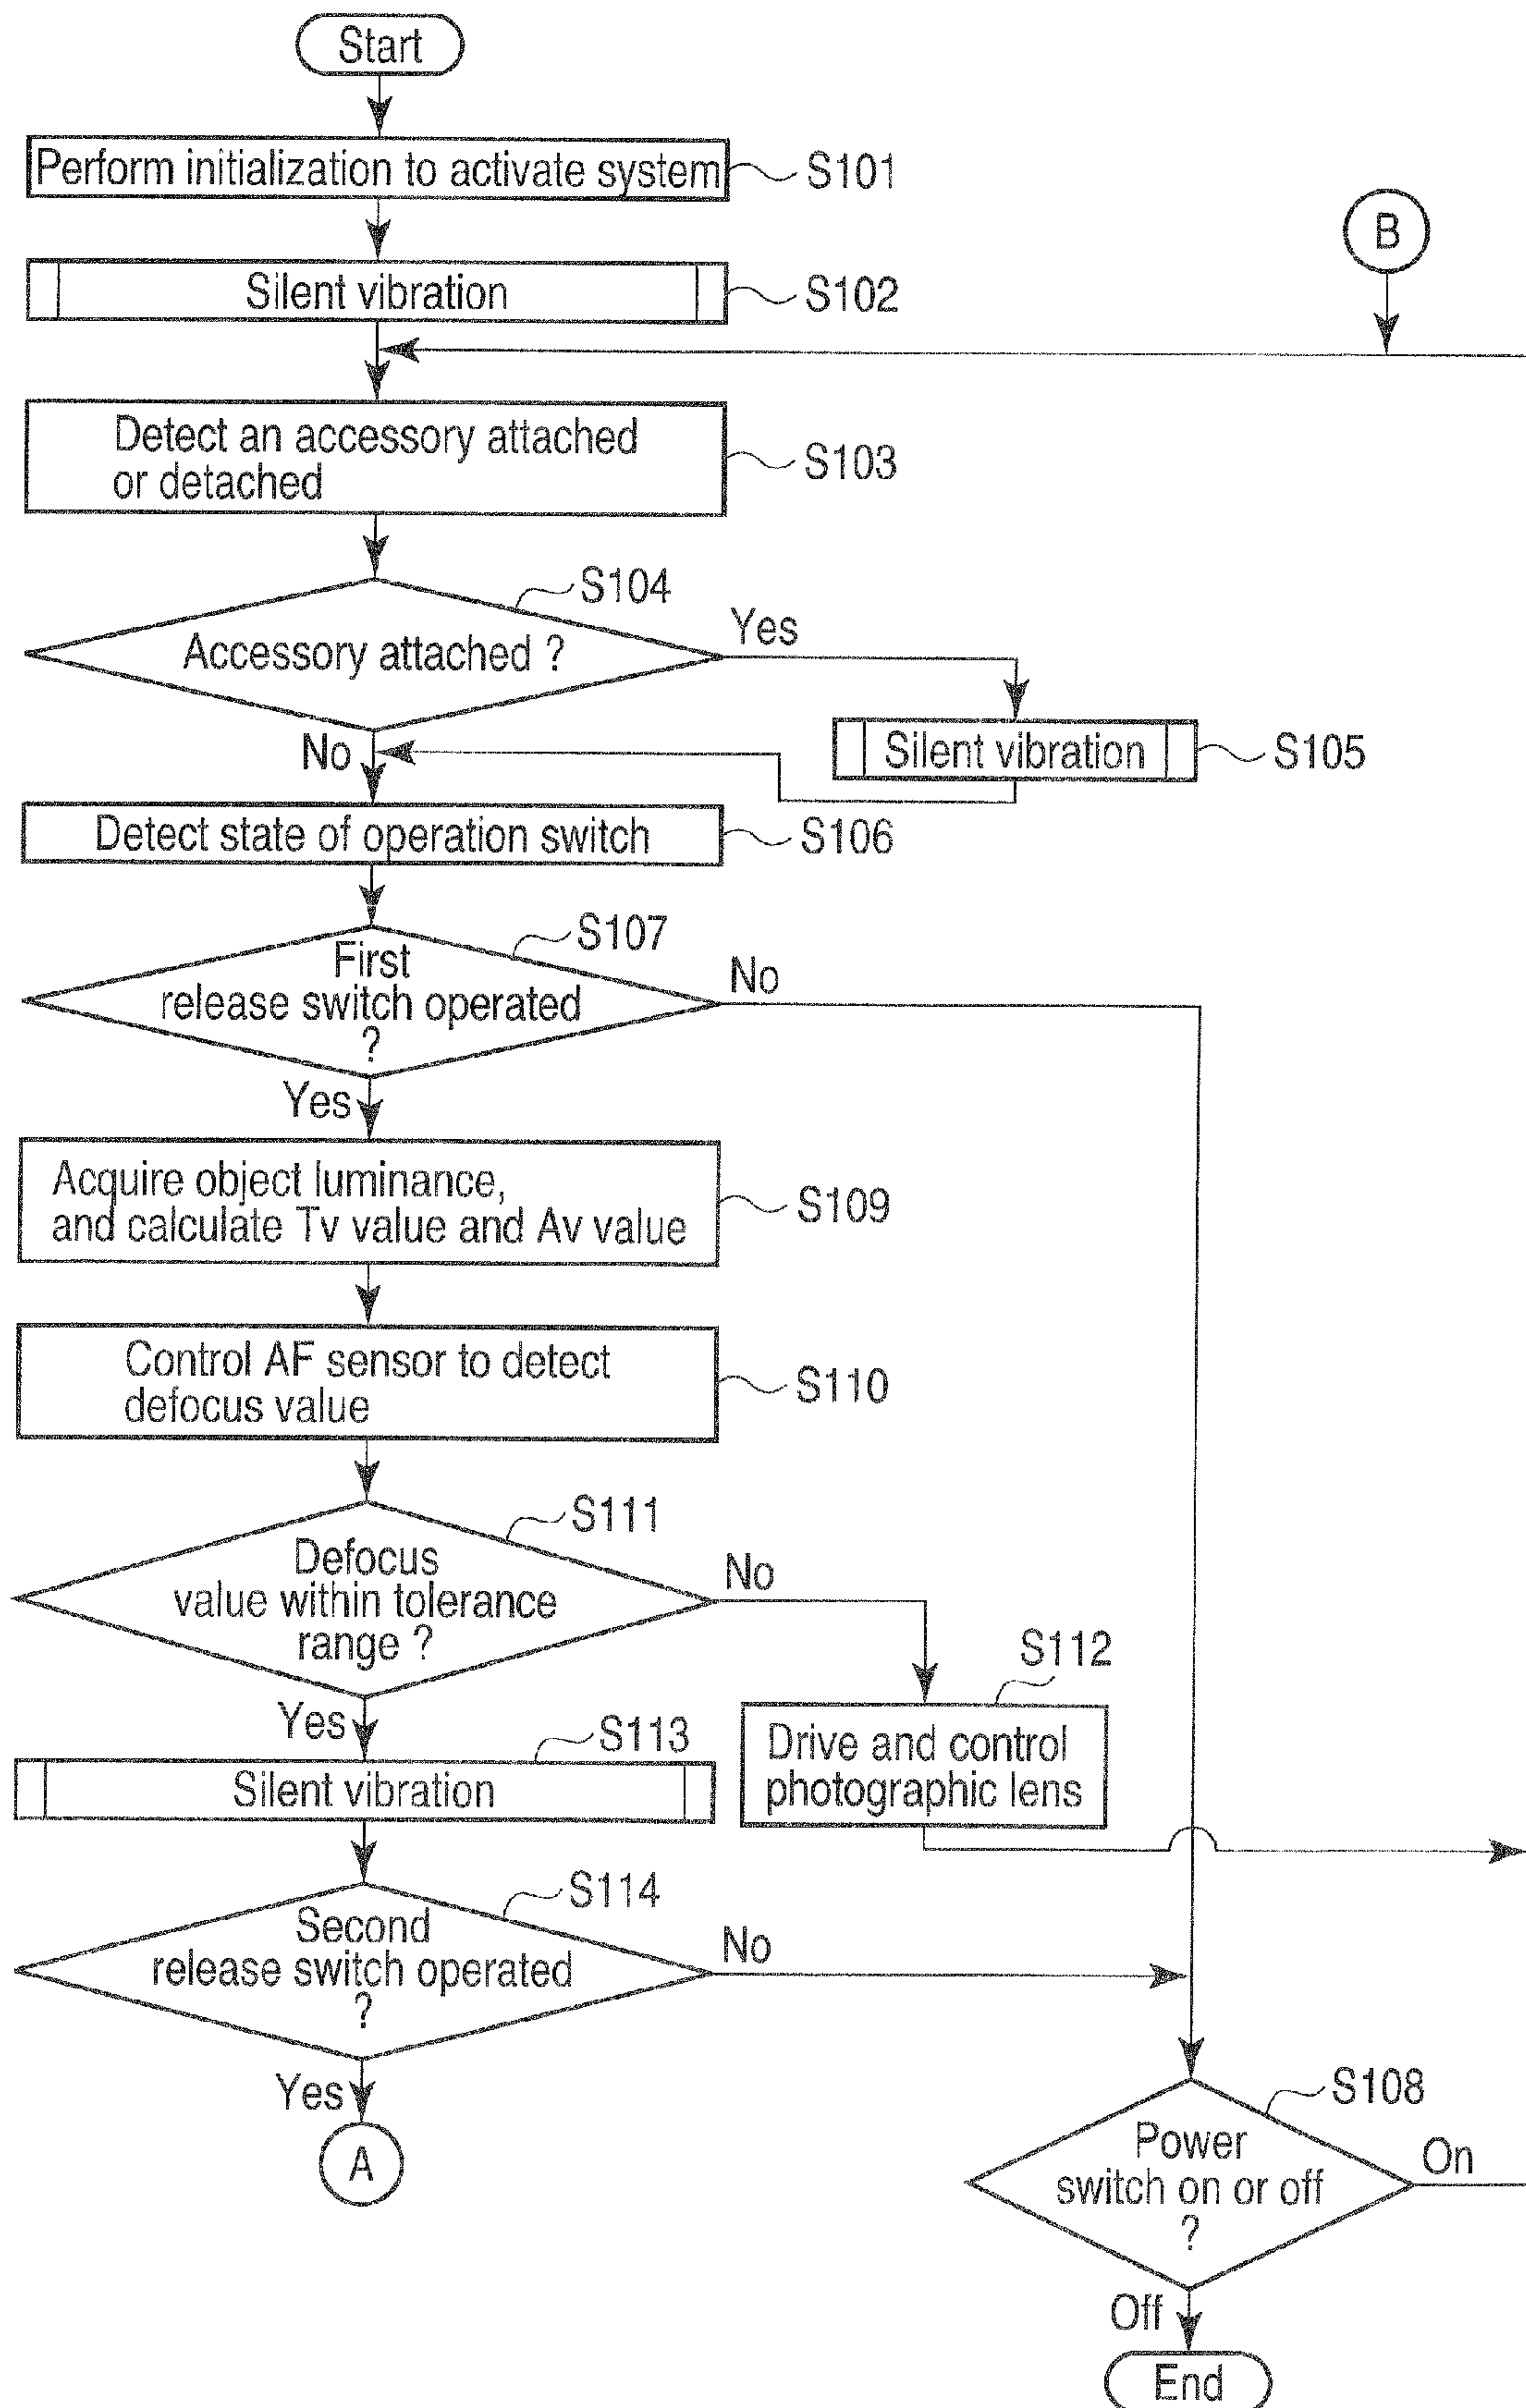 Start
Perform initialization to activate system
S101
B
Silent vibration
S102
Detect an accessory attached
or detached
S103
S104
Accessory attached ?
Yes
No
Silent vibration
S105
Detect state of operation switch
S106
S107
First
release switch operated
?
No
Yes
Acquire object luminance,
and calculate Tv value and Av value
S109
Control AF sensor to detect
defocus value
S110
S111
Defocus
value within tolerance
range ?
No
S112
Yes
S113
Drive and control
photographic lens
Silent vibration
S114
Second
release switch operated
?
No
Yes
A
S108
Power
switch on or off
?
On
Off
End